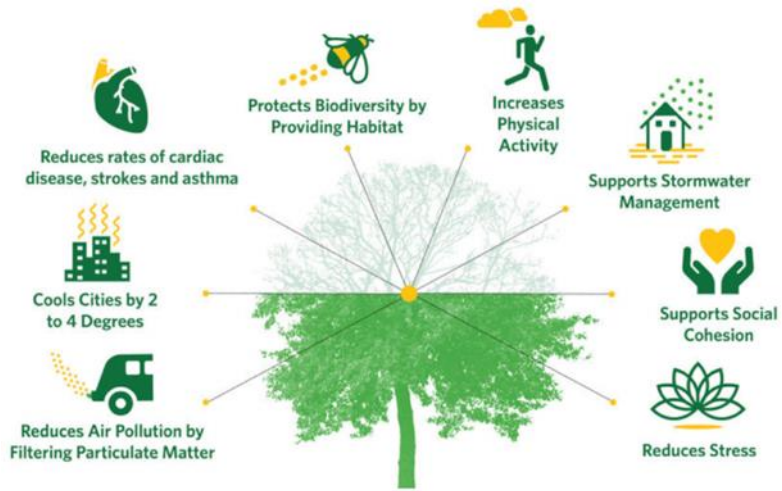 Protects Biodiversity by
Providing Habitat
Increases
Physical
Activity
Reduces rates of cardiac
disease, strokes and asthma
Supports Stormwater
Management
Cools Cities by 2
to 4 Degrees
Supports Social
Cohesion
Reduces Air Pollution by
Filtering Particulate Matter
Reduces Stress